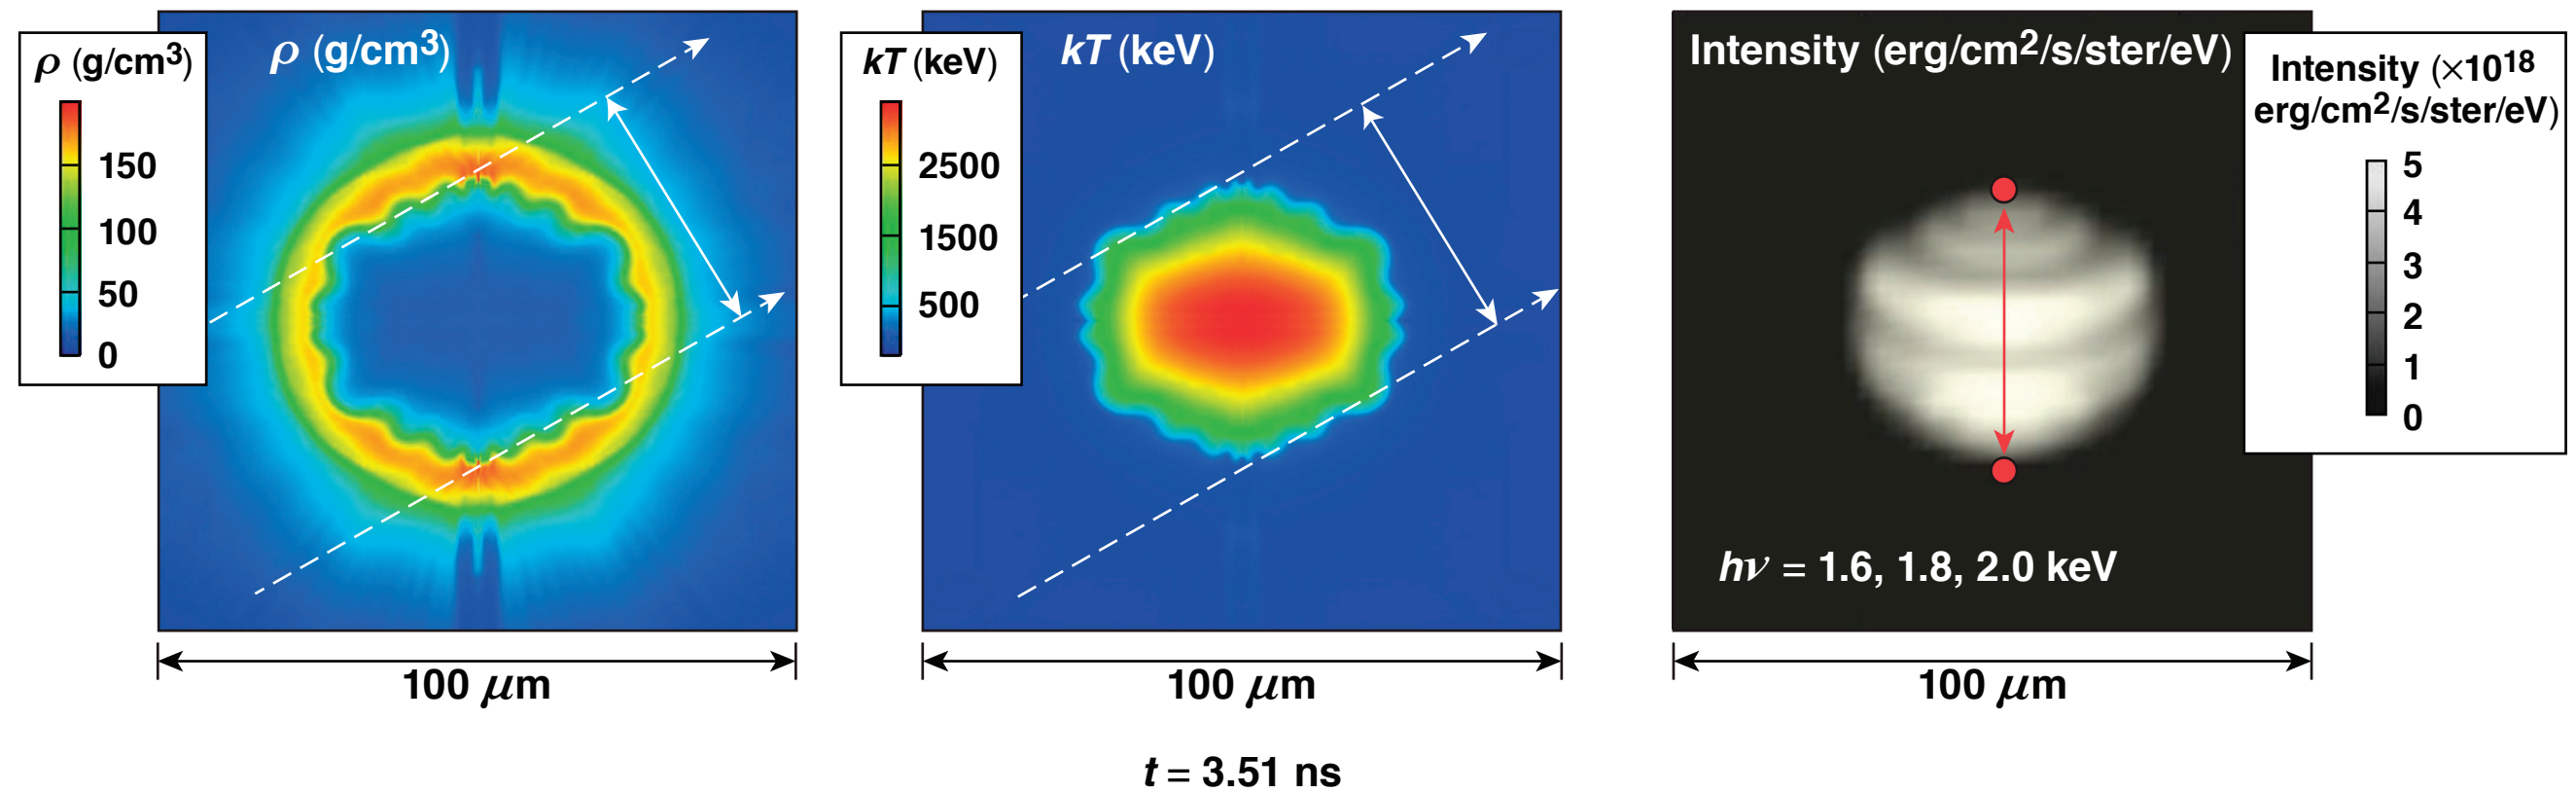 ρ (g/cm³)
150
100
50
0
ρ (g/cm³)
100 μm
kT (keV)
2500
1500
500
kT (keV)
100 μm
Intensity (erg/cm²/s/ster/eV)
hν = 1.6, 1.8, 2.0 keV
100 μm
Intensity (×10¹⁸
erg/cm²/s/ster/eV)
5
4
3
2
1
0
t = 3.51 ns